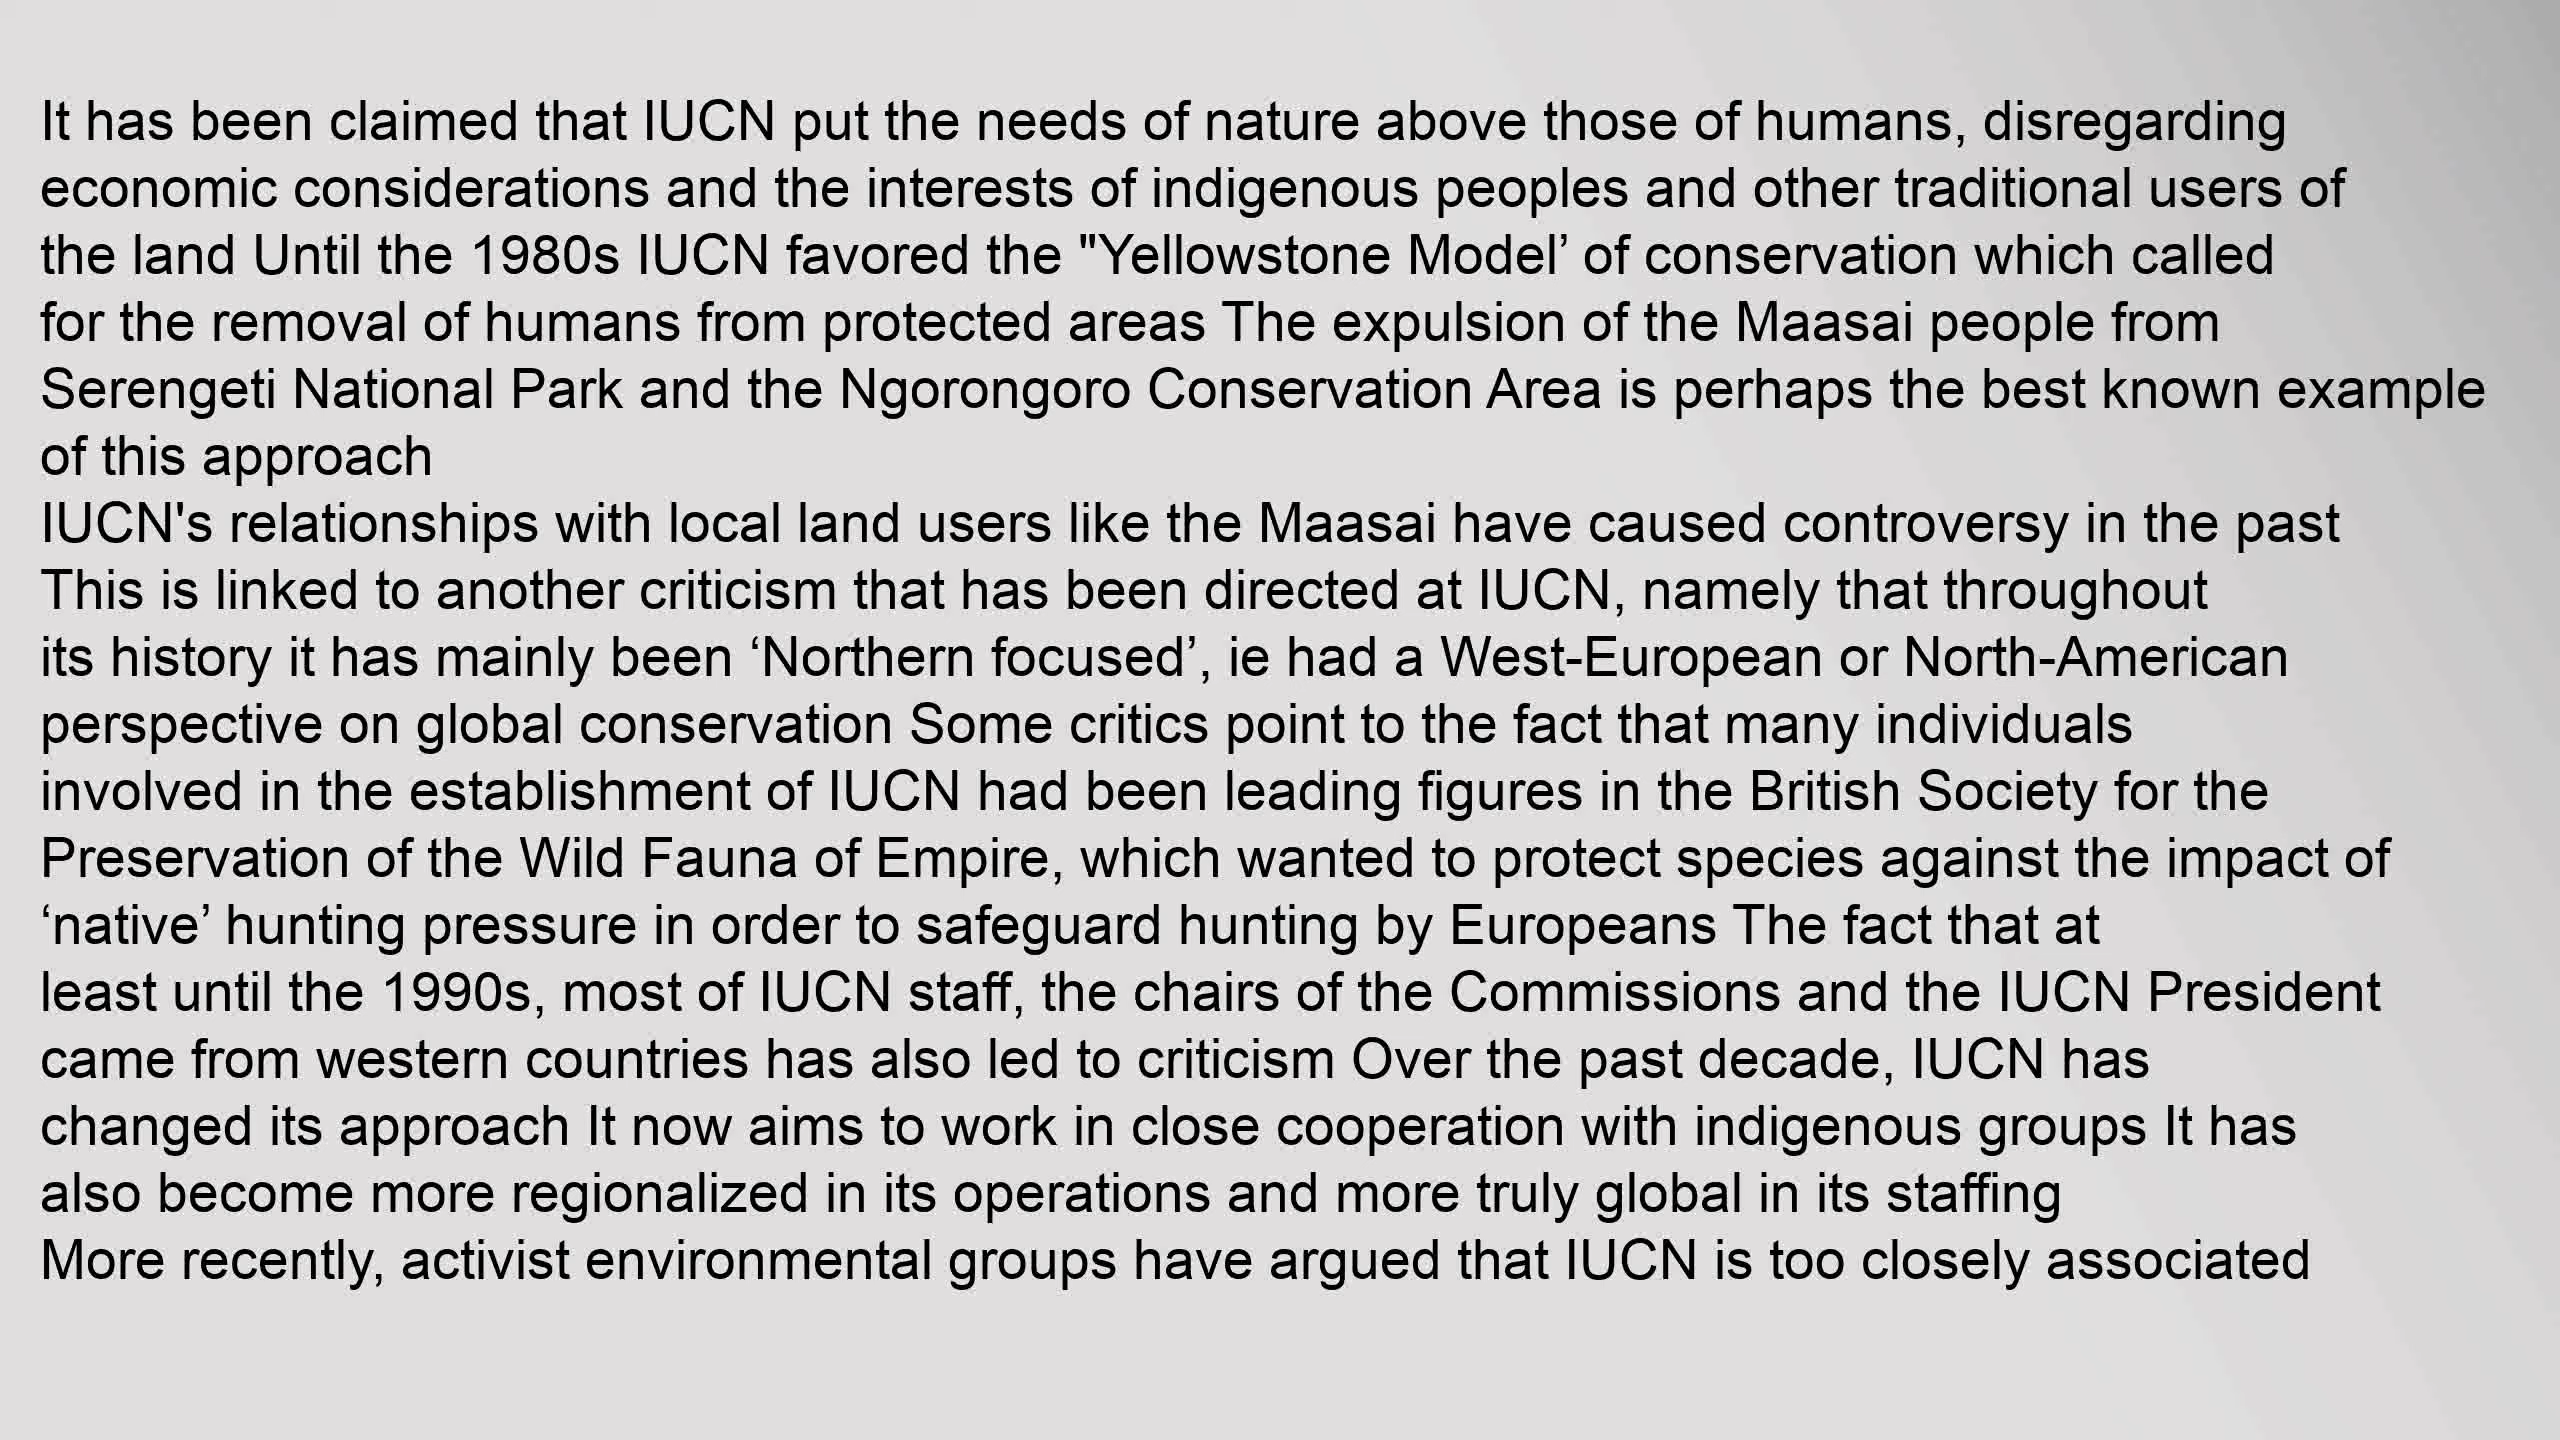 It has been claimed that IUCN put the needs of nature above those of humans, disregarding
economic considerations and the interests of indigenous peoples and other traditional users of
the land Until the 1980s IUCN favored the "Yellowstone Model’ of conservation which called
for the removal of humans from protected areas The expulsion of the Maasai people from
Serengeti National Park and the Ngorongoro Conservation Area is perhaps the best known example
of this approach
IUCN's relationships with local land users like the Maasai have caused controversy in the past
This is linked to another criticism that has been directed at IUCN, namely that throughout
its history it has mainly been ‘Northern focused’, ie had a West-European or North-American
perspective on global conservation Some critics point to the fact that many individuals
involved in the establishment of IUCN had been leading figures in the British Society for the
Preservation of the Wild Fauna of Empire, which wanted to protect species against the impact of
‘native’ hunting pressure in order to safeguard hunting by Europeans The fact that at
least until the 1990s, most of IUCN staff, the chairs of the Commissions and the IUCN President
came from western countries has also led to criticism Over the past decade, IUCN has
changed its approach It now aims to work in close cooperation with indigenous groups It has
also become more regionalized in its operations and more truly global in its staffing
More recently, activist environmental groups have argued that IUCN is too closely associated